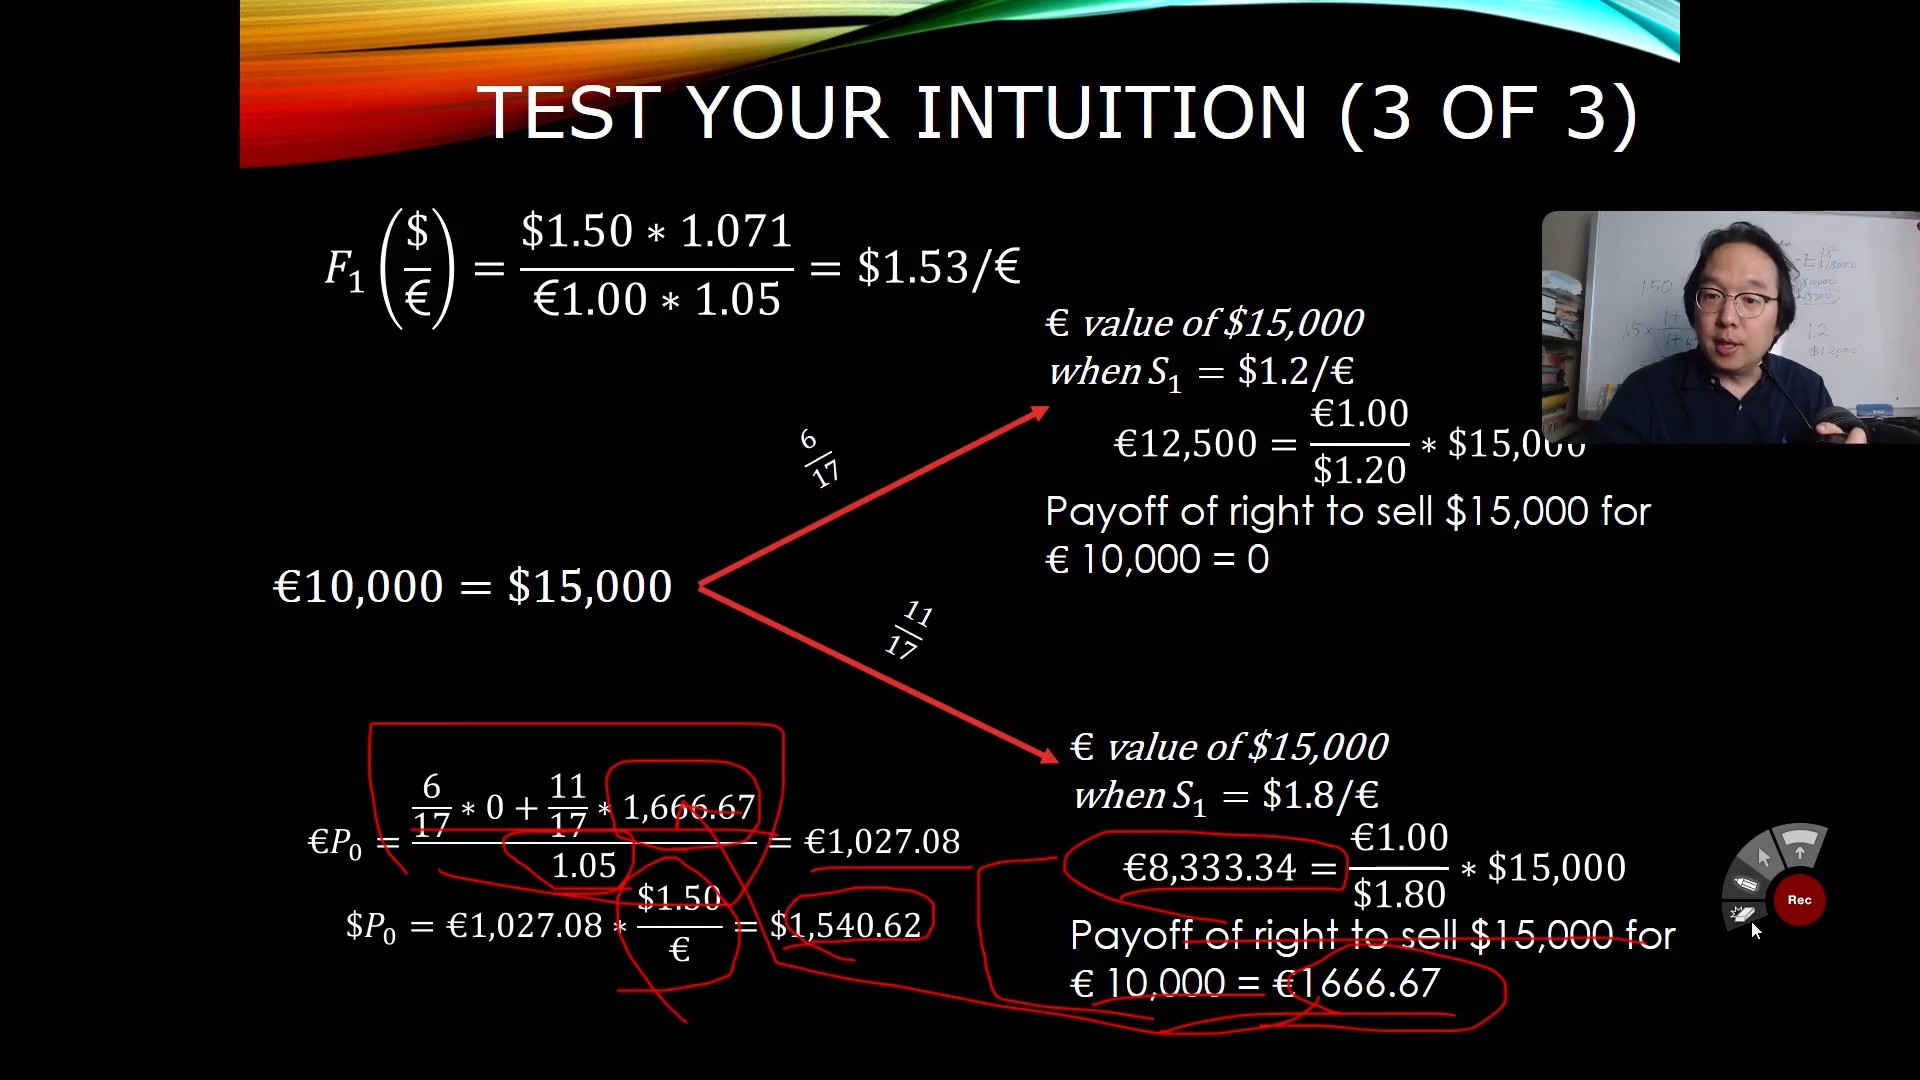 TEST YOUR INTUITION (3 OF 3)
F₁($/€) = ($1.50 * 1.071)/(€1.00 * 1.05) = $1.53/€
€ value of $15,000
when S₁ = $1.2/€
€12,500 = €1.00/$1.20 * $15,000
Payoff of right to sell $15,000 for
€ 10,000 = 0
6/17
€10,000 = $15,000
11/17
€ value of $15,000
when S₁ = $1.8/€
€8,333.34 = €1.00/$1.80 * $15,000
Payoff of right to sell $15,000 for
€ 10,000 = €1666.67
€P₀ = (6/17 * 0 + 11/17 * 1,666.67)/1.05 = €1,027.08
$P₀ = €1,027.08 * $1.50/€ = $1,540.62
1.50
1.2
Rec